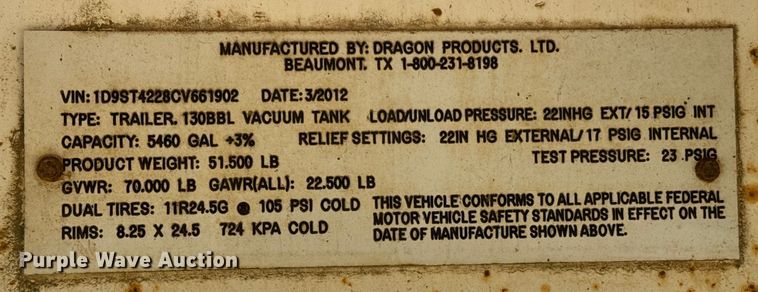 MANUFACTURED BY: DRAGON PRODUCTS. LTD.
BEAUMONT. TX 1-800-231-8198
VIN: 1D9ST4228CV661902 DATE: 3/2012
TYPE: TRAILER. 130BBL VACUUM TANK LOAD/UNLOAD PRESSURE: 22INHG EXT/ 15 PSIG INT
CAPACITY: 5460 GAL +3% RELIEF SETTINGS: 22IN HG EXTERNAL/ 17 PSIG INTERNAL
PRODUCT WEIGHT: 51.500 LB TEST PRESSURE: 23 PSIG
GVWR: 70.000 LB GAWR(ALL): 22.500 LB
DUAL TIRES: 11R24.5G @ 105 PSI COLD THIS VEHICLE CONFORMS TO ALL APPLICABLE FEDERAL
RIMS: 8.25 X 24.5 724 KPA COLD MOTOR VEHICLE SAFETY STANDARDS IN EFFECT ON THE
DATE OF MANUFACTURE SHOWN ABOVE.
Purple Wave Auction